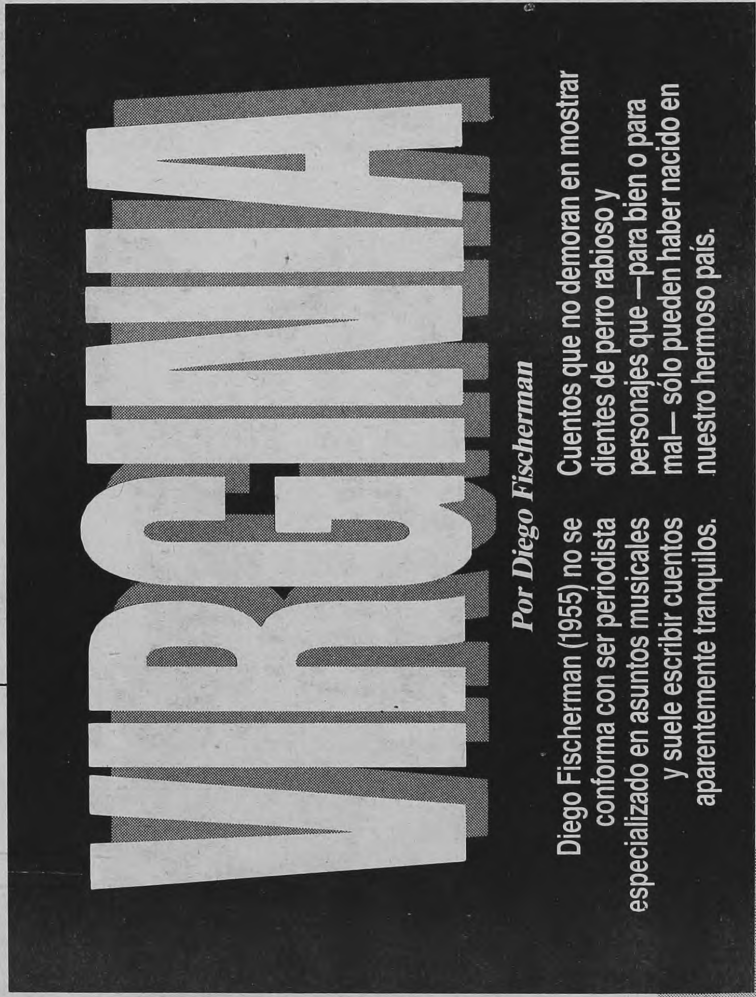 VIRGINIA
Por Diego Fischerman
Diego Fischerman (1955) no se
conforma con ser periodista
especializado en asuntos musicales
y suele escribir cuentos
aparentemente tranquilos.
Cuentos que no demoran en mostrar
dientes de perro rabioso y
personajes que —para bien o para
mal— sólo pueden haber nacido en
nuestro hermoso país.